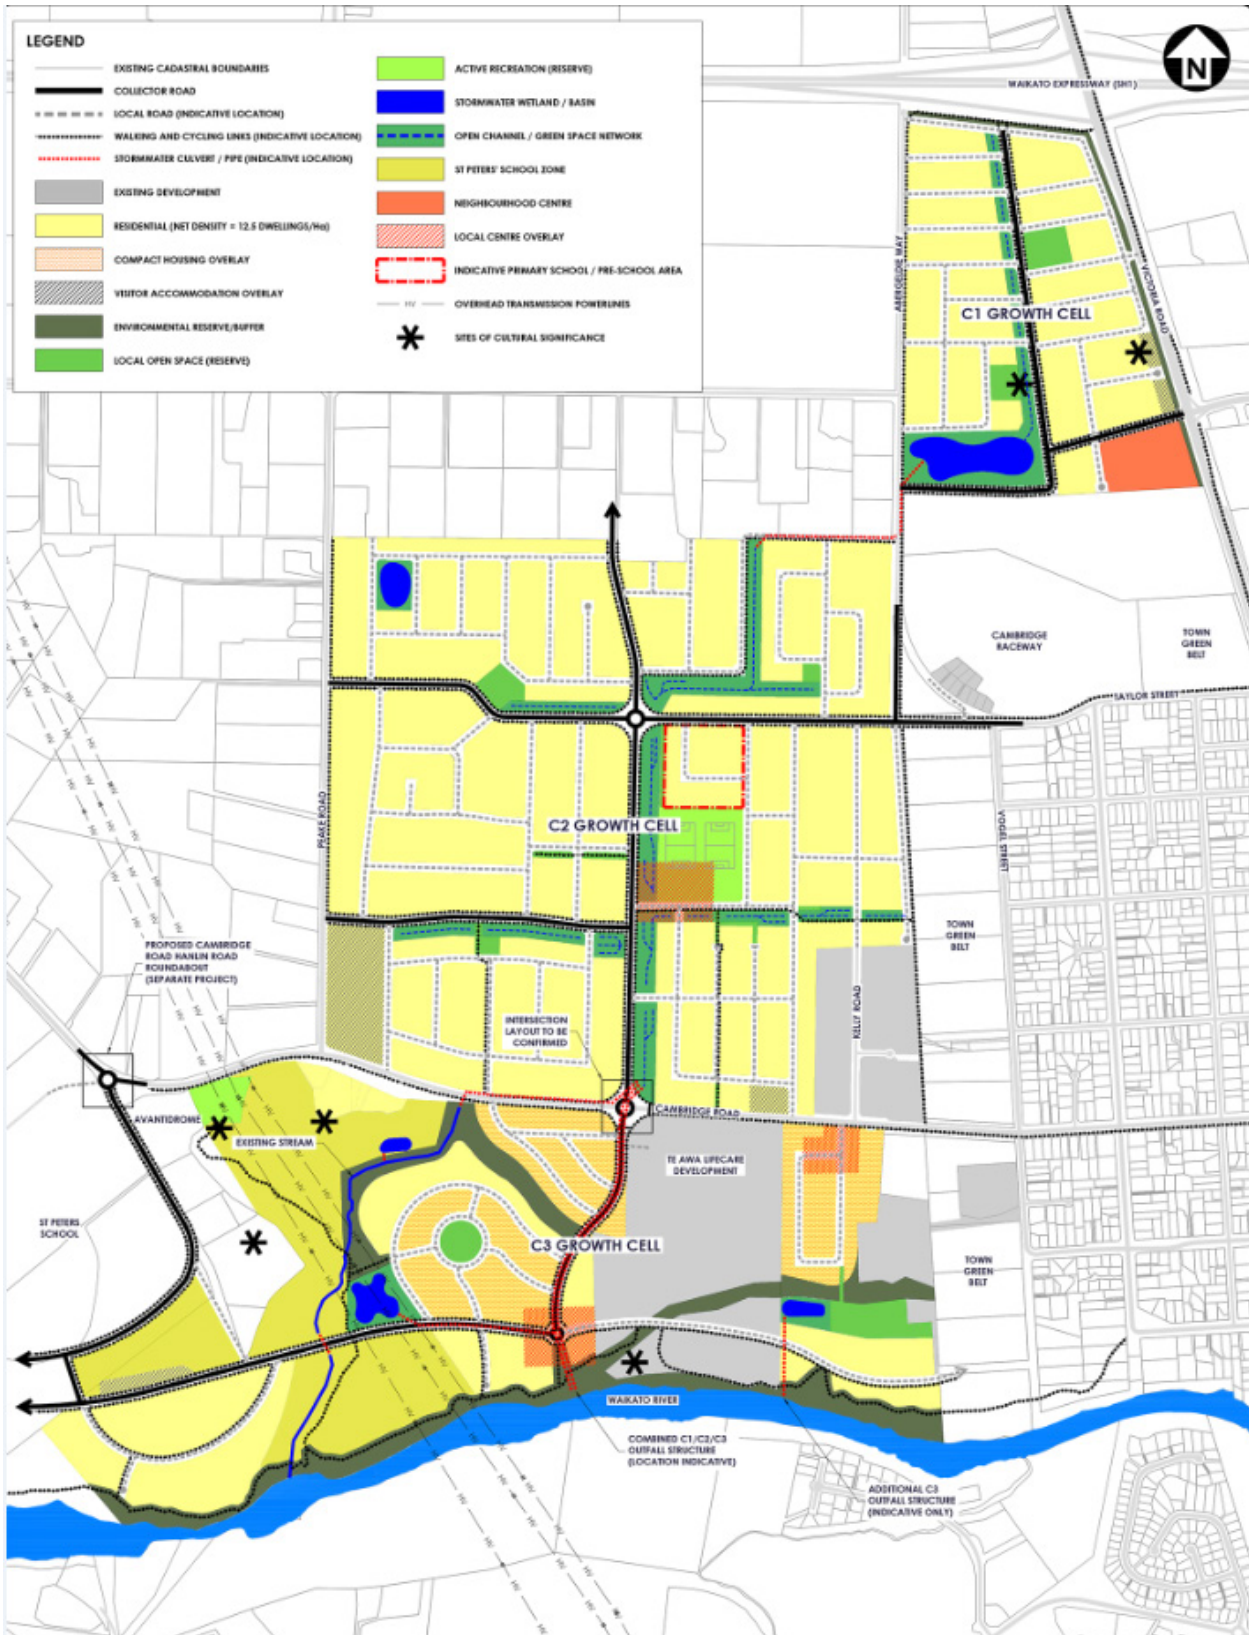 LEGEND
EXISTING CADASTRAL BOUNDARIES
COLLECTOR ROAD
LOCAL ROAD (INDICATIVE LOCATION)
WALKING AND CYCLING LINKS (INDICATIVE LOCATION)
STORMWATER CULVERT / PIPE (INDICATIVE LOCATION)
EXISTING DEVELOPMENT
RESIDENTIAL (NET DENSITY = 12.5 DWELLINGS/Ha)
COMPACT HOUSING OVERLAY
VISITOR ACCOMMODATION OVERLAY
ENVIRONMENTAL RESERVE/BUFFER
LOCAL OPEN SPACE (RESERVE)
ACTIVE RECREATION (RESERVE)
STORMWATER WETLAND / BASIN
OPEN CHANNEL / GREEN SPACE NETWORK
ST PETERS' SCHOOL ZONE
NEIGHBOURHOOD CENTRE
LOCAL CENTRE OVERLAY
INDICATIVE PRIMARY SCHOOL / PRE-SCHOOL AREA
HV
OVERHEAD TRANSMISSION POWERLINES
SITES OF CULTURAL SIGNIFICANCE
N
WAIKATO EXPRESSWAY (SH1)
ABERGELDIE WAY
VICTORIA ROAD
C1 GROWTH CELL
CAMBRIDGE
RACEWAY
TOWN
GREEN
BELT
TAYLOR STREET
PEAKE ROAD
C2 GROWTH CELL
VOGEL STREET
TOWN
GREEN
BELT
PROPOSED CAMBRIDGE
ROAD HANLIN ROAD
ROUNDABOUT
(SEPARATE PROJECT)
INTERSECTION
LAYOUT TO BE
CONFIRMED
KELLY ROAD
CAMBRIDGE ROAD
AVANTIDROME
EXISTING STREAM
TE AWA LIFECARE
DEVELOPMENT
ST PETERS
SCHOOL
C3 GROWTH CELL
TOWN
GREEN
BELT
WAIKATO RIVER
COMBINED C1/C2/C3
OUTFALL STRUCTURE
(LOCATION INDICATIVE)
ADDITIONAL C3
OUTFALL STRUCTURE
(INDICATIVE ONLY)